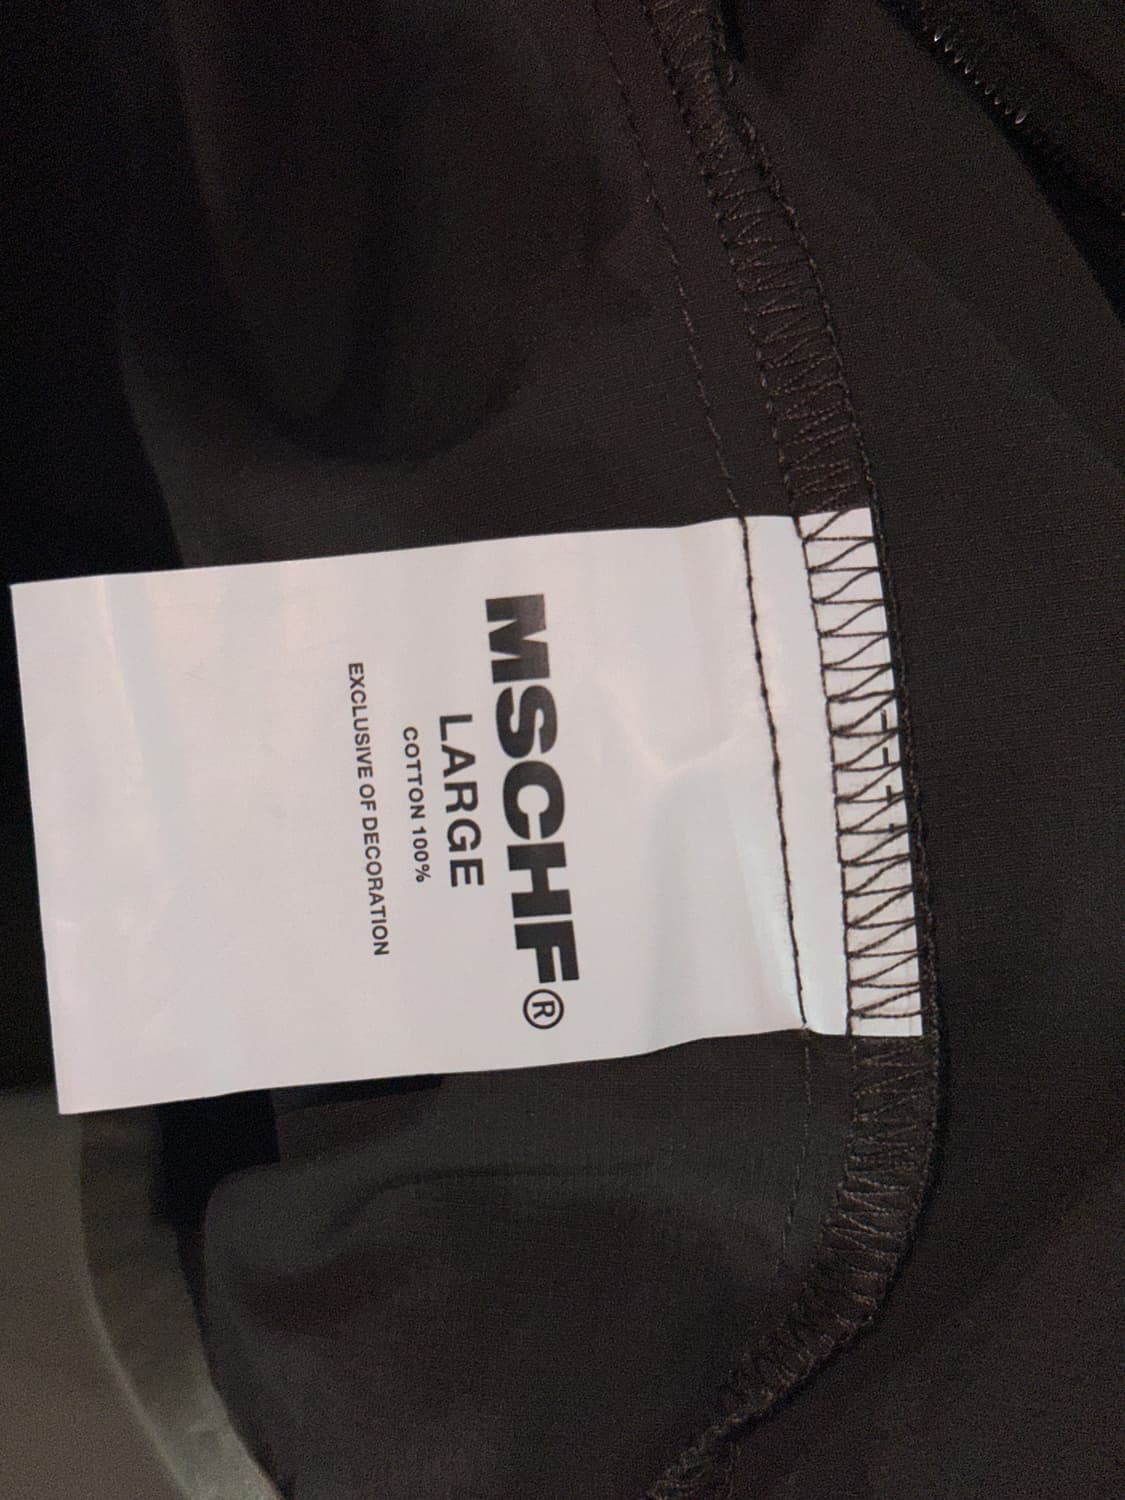 MSCHF®
LARGE
COTTON 100%
EXCLUSIVE OF DECORATION